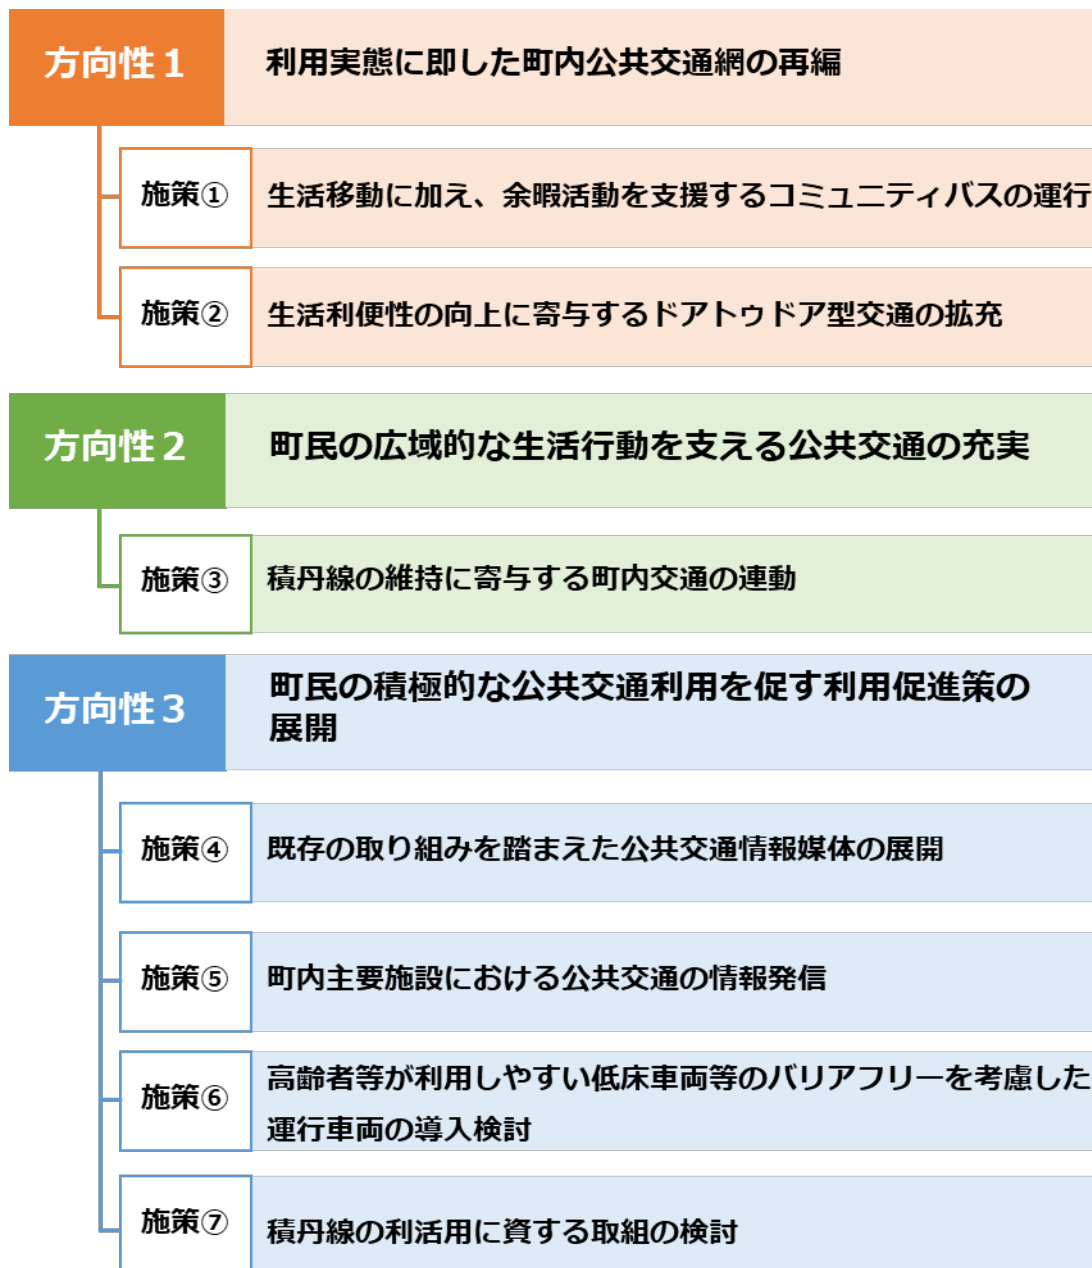 方向性１
利用実態に即した町内公共交通網の再編
施策①
生活移動に加え、余暇活動を支援するコミュニティバスの運行
施策②
生活利便性の向上に寄与するドアトゥドア型交通の拡充
方向性２
町民の広域的な生活行動を支える公共交通の充実
施策③
積丹線の維持に寄与する町内交通の連動
方向性３
町民の積極的な公共交通利用を促す利用促進策の
展開
施策④
既存の取り組みを踏まえた公共交通情報媒体の展開
施策⑤
町内主要施設における公共交通の情報発信
施策⑥
高齢者等が利用しやすい低床車両等のバリアフリーを考慮した
運行車両の導入検討
施策⑦
積丹線の利活用に資する取組の検討